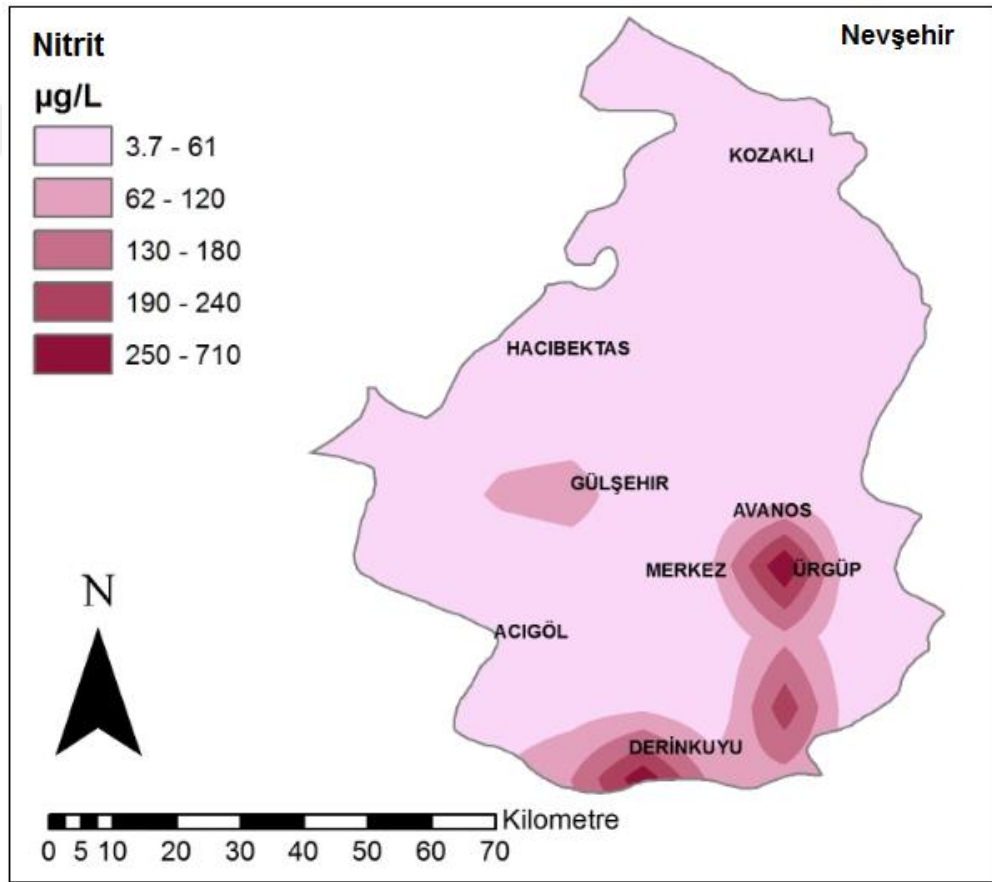 Nitrit
Nevşehir
µg/L
3.7 - 61
62 - 120
130 - 180
190 - 240
250 - 710
KOZAKLI
HACIBEKTAS
GÜLŞEHIR
AVANOS
MERKEZ
ÜRGÜP
ACIGÖL
DERİNKUYU
N
Kilometre
0 5 10 20 30 40 50 60 70